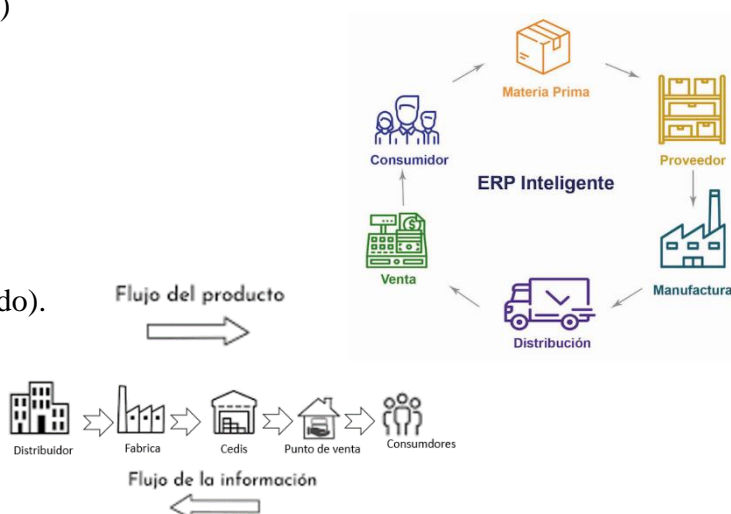 )
Materia Prima
Consumidor
Proveedor
ERP Inteligente
Venta
Manufactura
Distribución
do).
Flujo del producto
Distribuidor
Fabrica
Cedis
Punto de venta
Consumdores
Flujo de la información